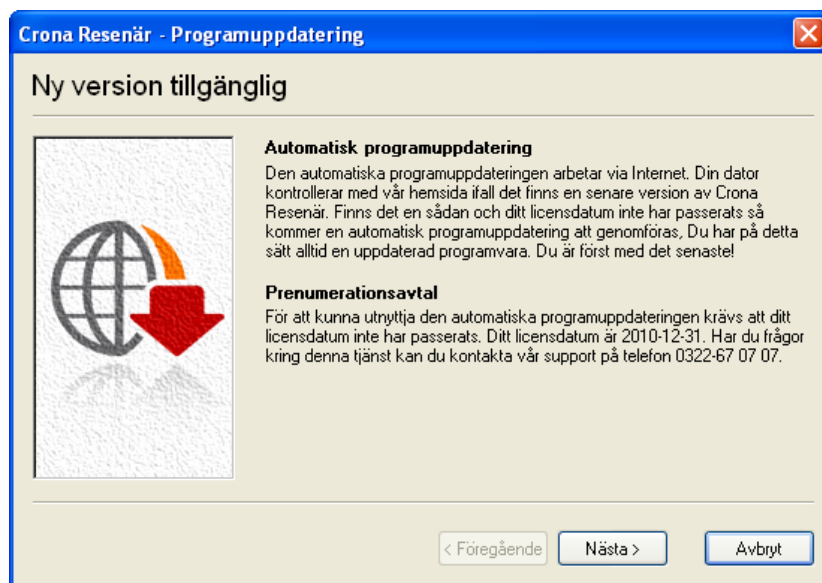 Crona Resenär - Programuppdatering
Ny version tillgänglig
Automatisk programuppdatering
Den automatiska programuppdateringen arbetar via Internet. Din dator
kontrollerar med vår hemsida ifall det finns en senare version av Crona
Resenär. Finns det en sådan och ditt licensdatum inte har passerats så
kommer en automatisk programuppdatering att genomföras, Du har på detta
sätt alltid en uppdaterad programvara. Du är först med det senaste!
Prenumerationsavtal
För att kunna utnyttja den automatiska programuppdateringen krävs att ditt
licensdatum inte har passerats. Ditt licensdatum är 2010-12-31. Har du frågor
kring denna tjänst kan du kontakta vår support på telefon 0322-67 07 07.
< Föregående
Nästa >
Avbryt